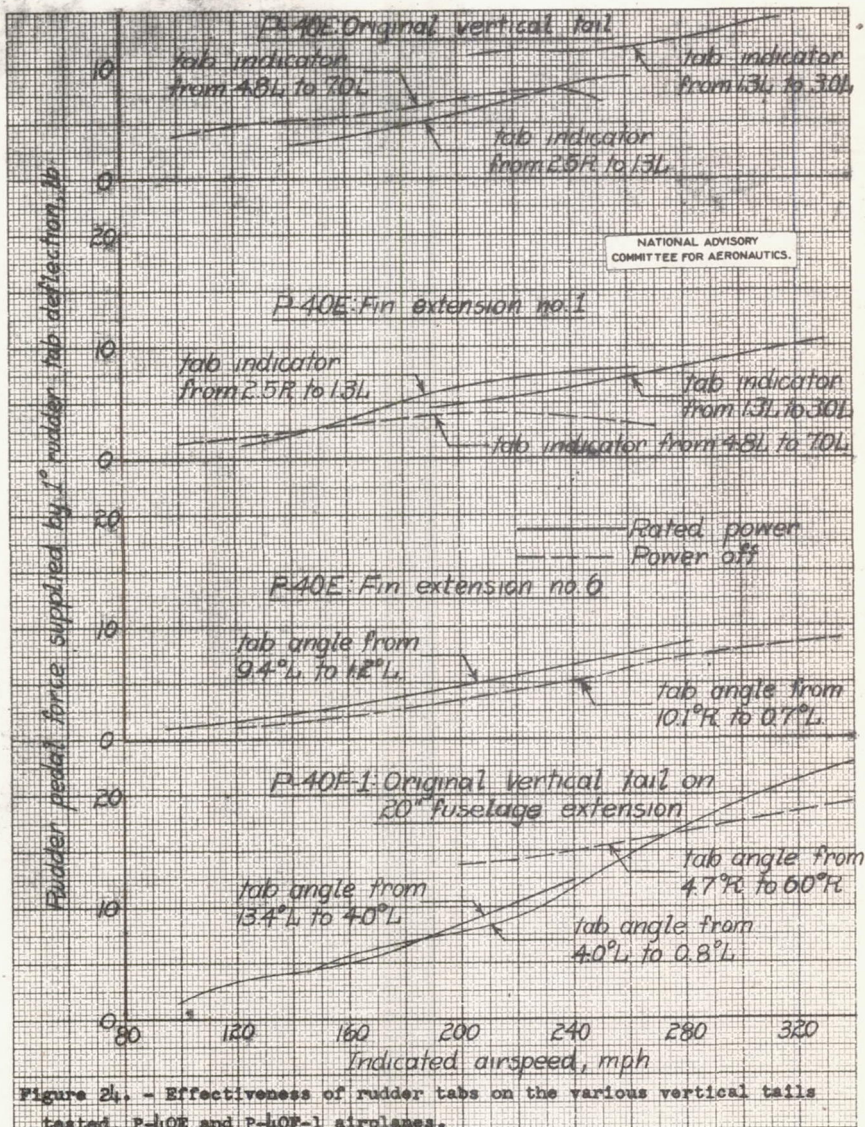 P-40E: Original vertical tail
tab indicator
from 4.8L to 7.0L
tab indicator
from 1.3L to 3.0L
tab indicator
from 2.5R to 1.3L
10
0
20
NATIONAL ADVISORY
COMMITTEE FOR AERONAUTICS.
P-40E: Fin extension no. 1
10
tab indicator
from 2.5R to 1.3L
tab indicator
from 1.3L to 3.0L
tab indicator from 4.8L to 7.0L
0
20
Rated power
Power off
P-40E: Fin extension no. 6
10
tab angle from
9.4°L to 1.2°L
tab angle from
10.1°R to 0.7°L
0
P-40F-1: Original Vertical tail on
20" fuselage extension
20
tab angle from
4.7°R to 6.0°R
tab angle from
13.4°L to 4.0°L
10
tab angle from
4.0°L to 0.8°L
0
80 120 160 200 240 280 320
Indicated airspeed, mph
Rudder pedal force supplied by 1° rudder tab deflection, lb
Figure 24. - Effectiveness of rudder tabs on the various vertical tails
tested, P-40E and P-40F-1 airplanes.